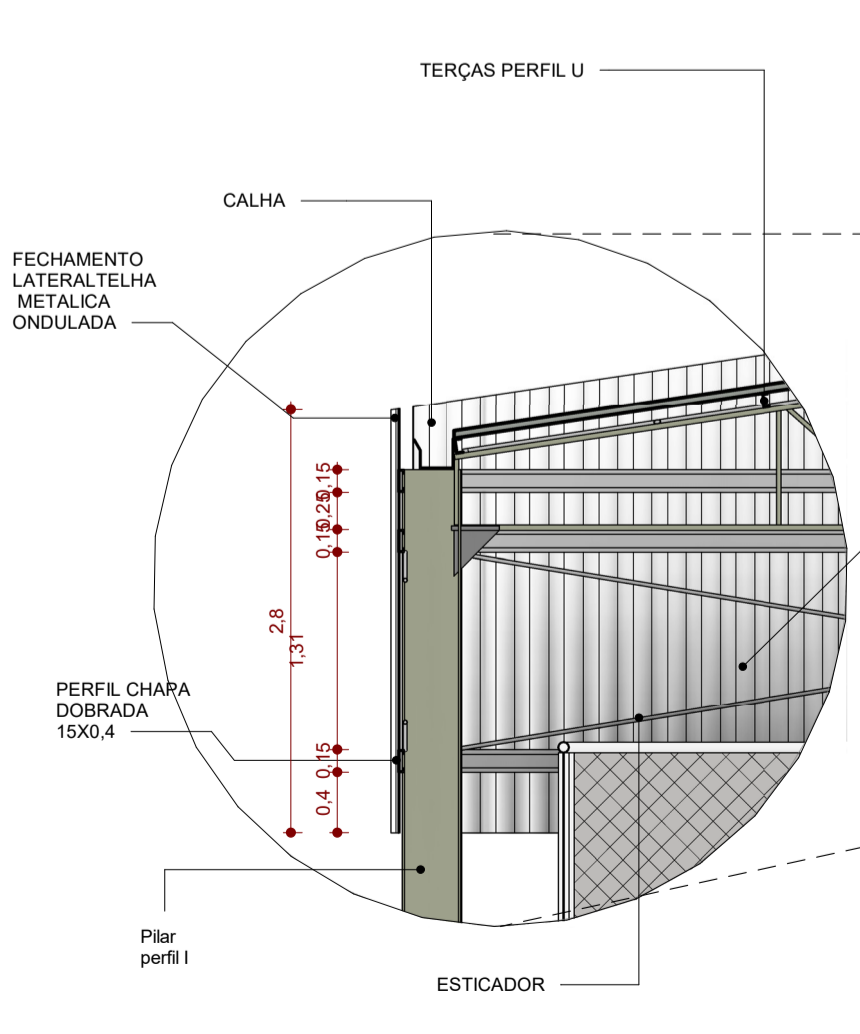 TERÇAS PERFIL U
CALHA
FECHAMENTO
LATERALTELHA
METALICA
ONDULADA
0,15
0,25
0,15
2,8
1,31
PERFIL CHAPA
DOBRADA
15X0,4
0,15
0,4
Pilar
perfil I
ESTICADOR